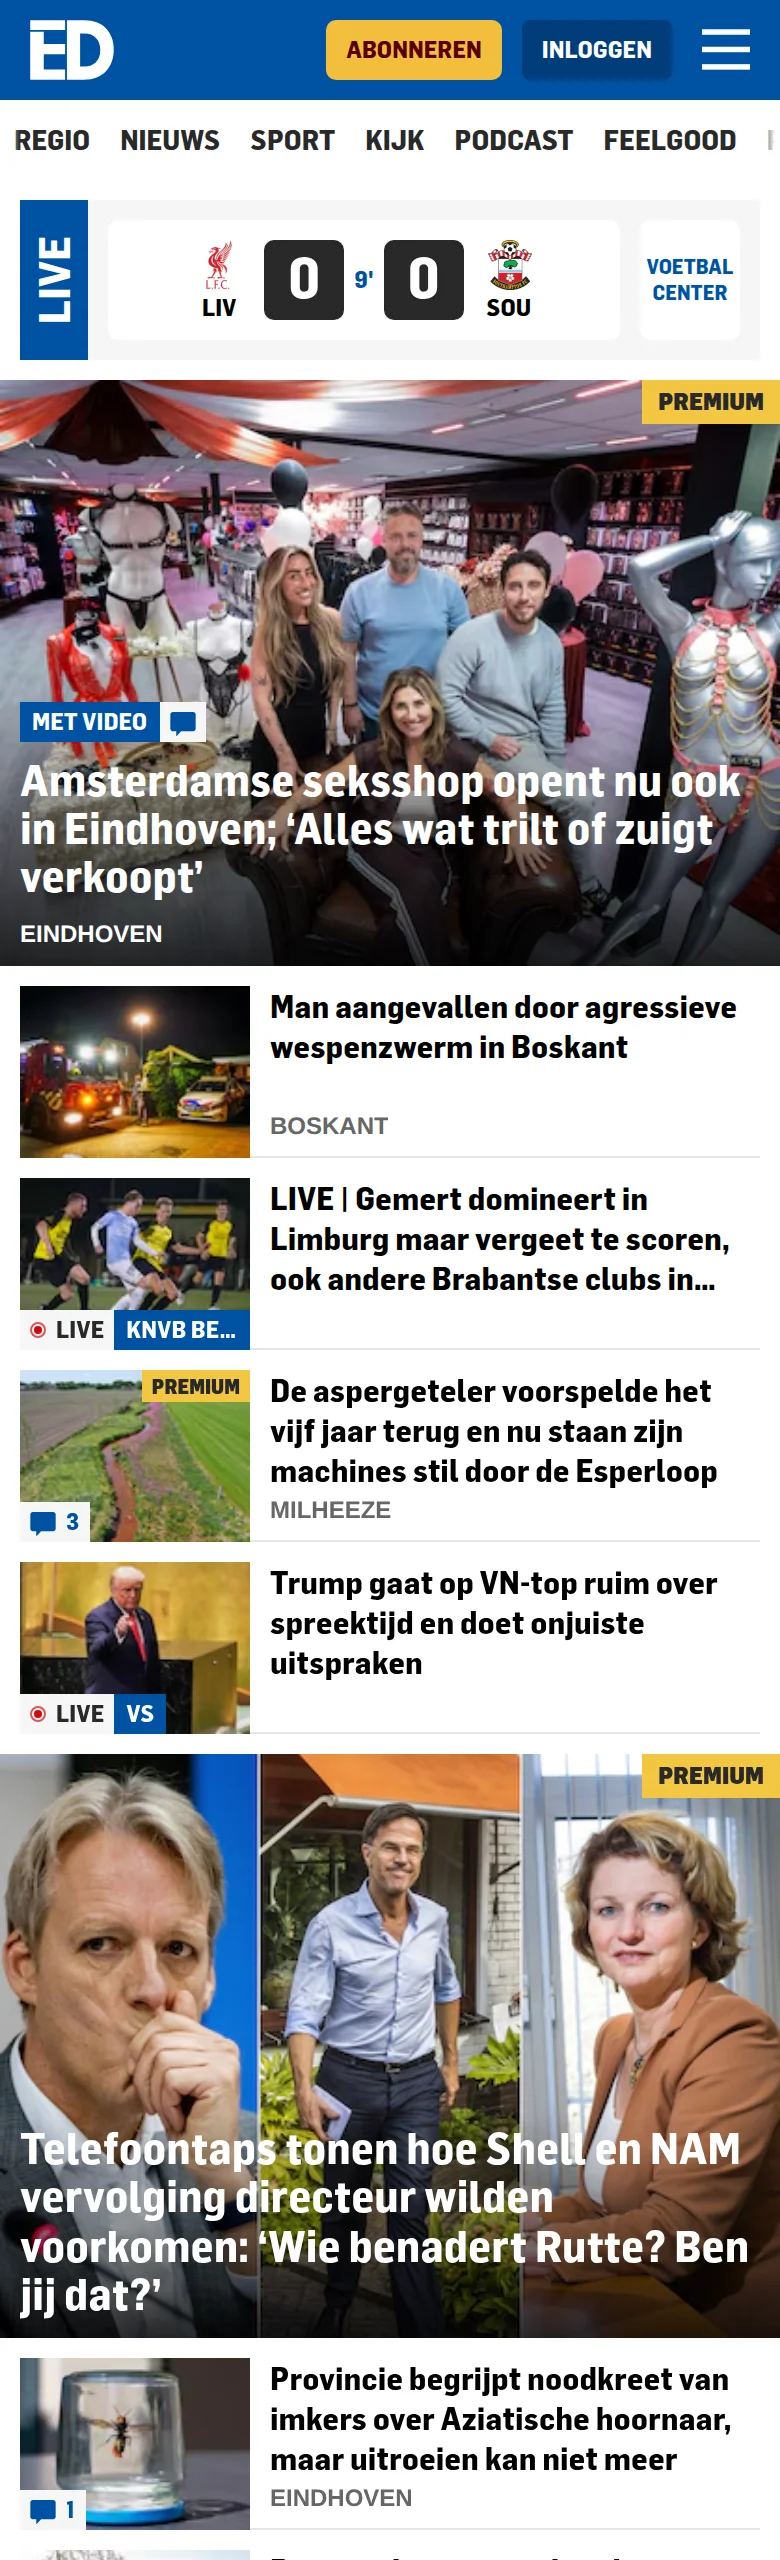 ED
ABONNEREN
INLOGGEN
REGIO NIEUWS SPORT KIJK PODCAST FEELGOOD
LIVE
L.F.C.
LIV
0
9'
0
SOU
VOETBAL
CENTER
PREMIUM
MET VIDEO
Amsterdamse seksshop opent nu ook
in Eindhoven; ‘Alles wat trilt of zuigt
verkoopt’
EINDHOVEN
Man aangevallen door agressieve
wespenzwerm in Boskant
BOSKANT
LIVE | Gemert domineert in
Limburg maar vergeet te scoren,
ook andere Brabantse clubs in...
LIVE KNVB BE...
PREMIUM
De aspergeteler voorspelde het
vijf jaar terug en nu staan zijn
machines stil door de Esperloop
MILHEEZE
3
Trump gaat op VN-top ruim over
spreektijd en doet onjuiste
uitspraken
LIVE VS
PREMIUM
Telefoontaps tonen hoe Shell en NAM
vervolging directeur wilden
voorkomen: ‘Wie benadert Rutte? Ben
jij dat?’
Provincie begrijpt noodkreet van
imkers over Aziatische hoornaar,
maar uitroeien kan niet meer
EINDHOVEN
1